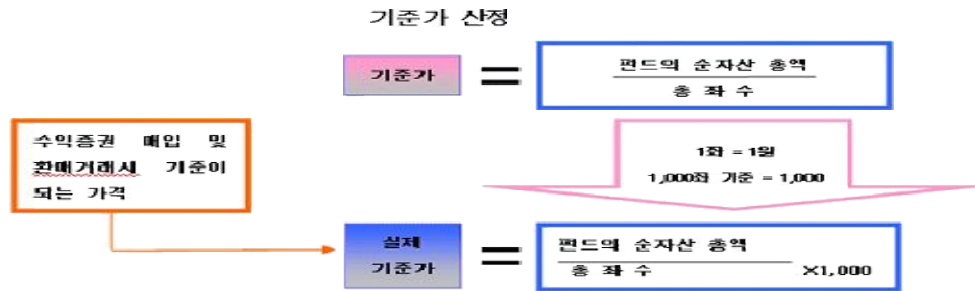 기준가 산정
기준가
=
펀드의 순자산 총액
총 좌 수
수익증권 매입 및
환매거래시 기준이
되는 가격
1좌 = 1원
1,000좌 기준 = 1,000
실제
기준가
=
펀드의 순자산 총액
총 좌 수 X1,000